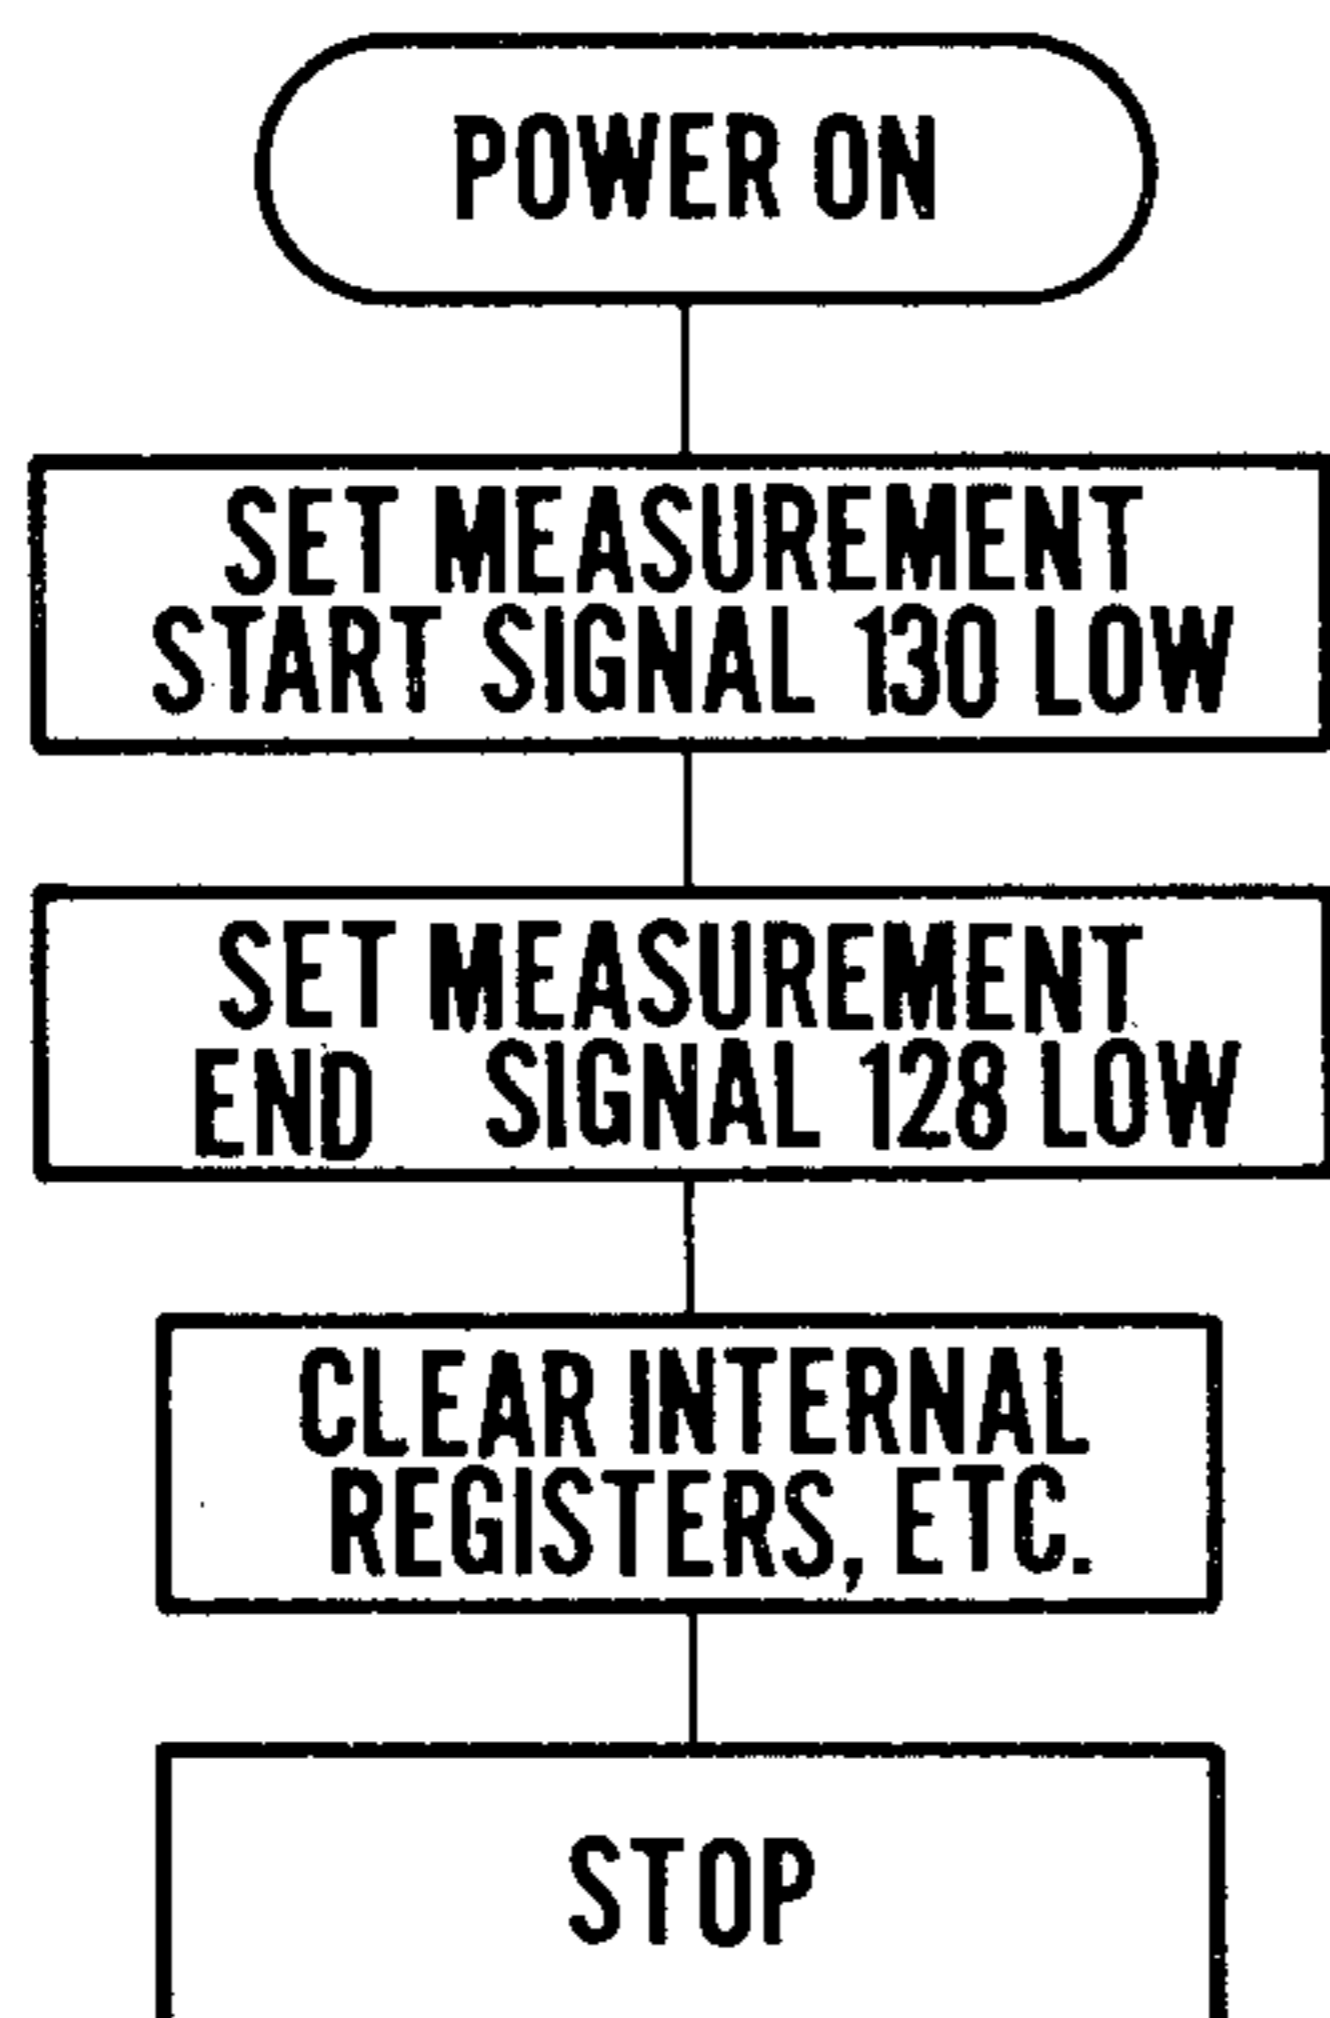 POWER ON
SET MEASUREMENT
START SIGNAL 130 LOW
SET MEASUREMENT
END SIGNAL 128 LOW
CLEAR INTERNAL
REGISTERS, ETC.
STOP